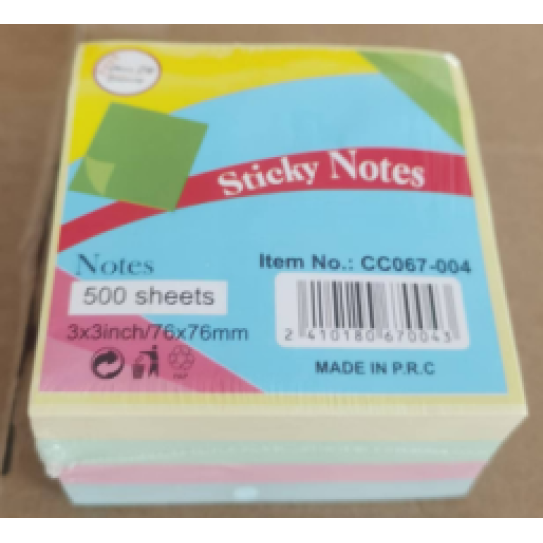 Sticky Notes
Notes
Item No.: CC067-004
500 sheets
3x3inch/76x76mm
2 410180 670043
MADE IN P.R.C